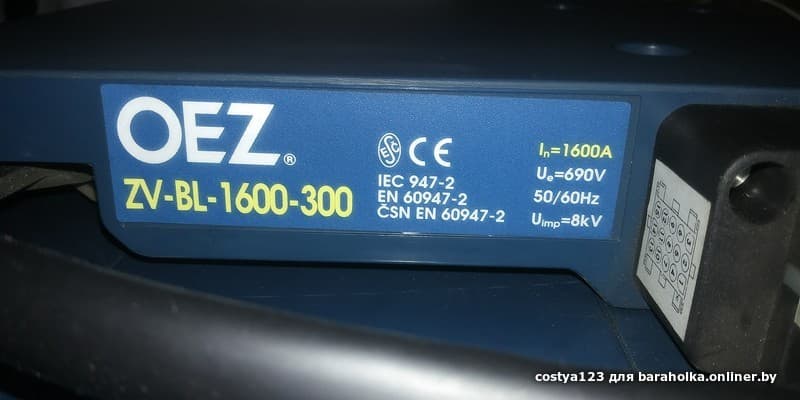 OEZ®
ZV-BL-1600-300
ESČ CE
IEC 947-2
EN 60947-2
ČSN EN 60947-2
In=1600A
Ue=690V
50/60Hz
Uimp=8kV
costya123 для baraholka.onliner.by